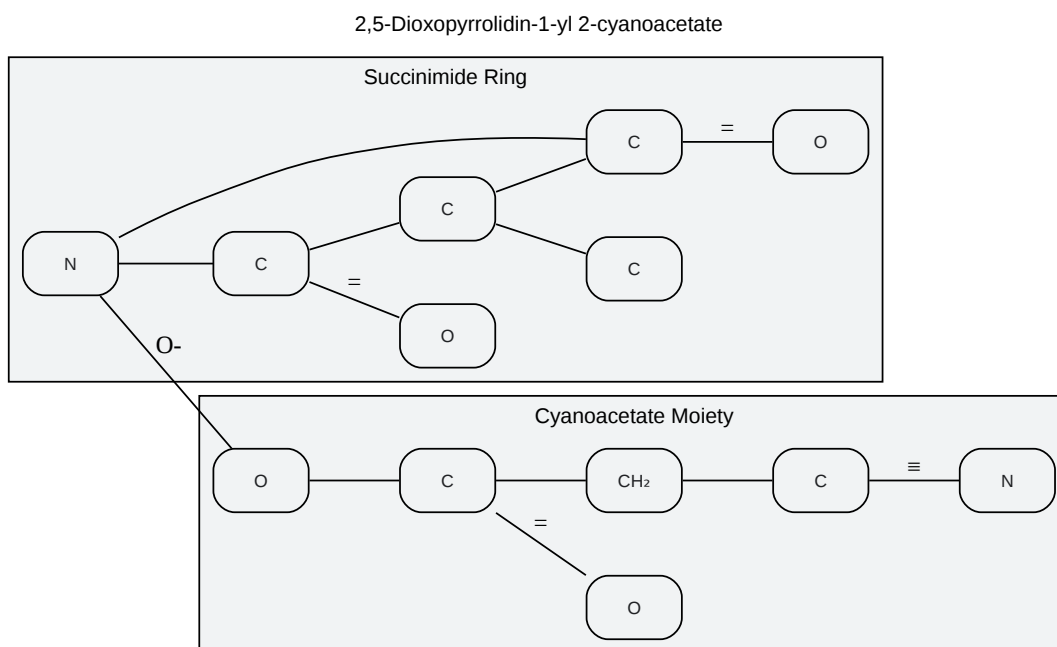 2,5-Dioxopyrrolidin-1-yl 2-cyanoacetate
Succinimide Ring
C
=
O
C
N
C
C
=
O
O-
Cyanoacetate Moiety
O
C
CH₂
C
≡
N
=
O